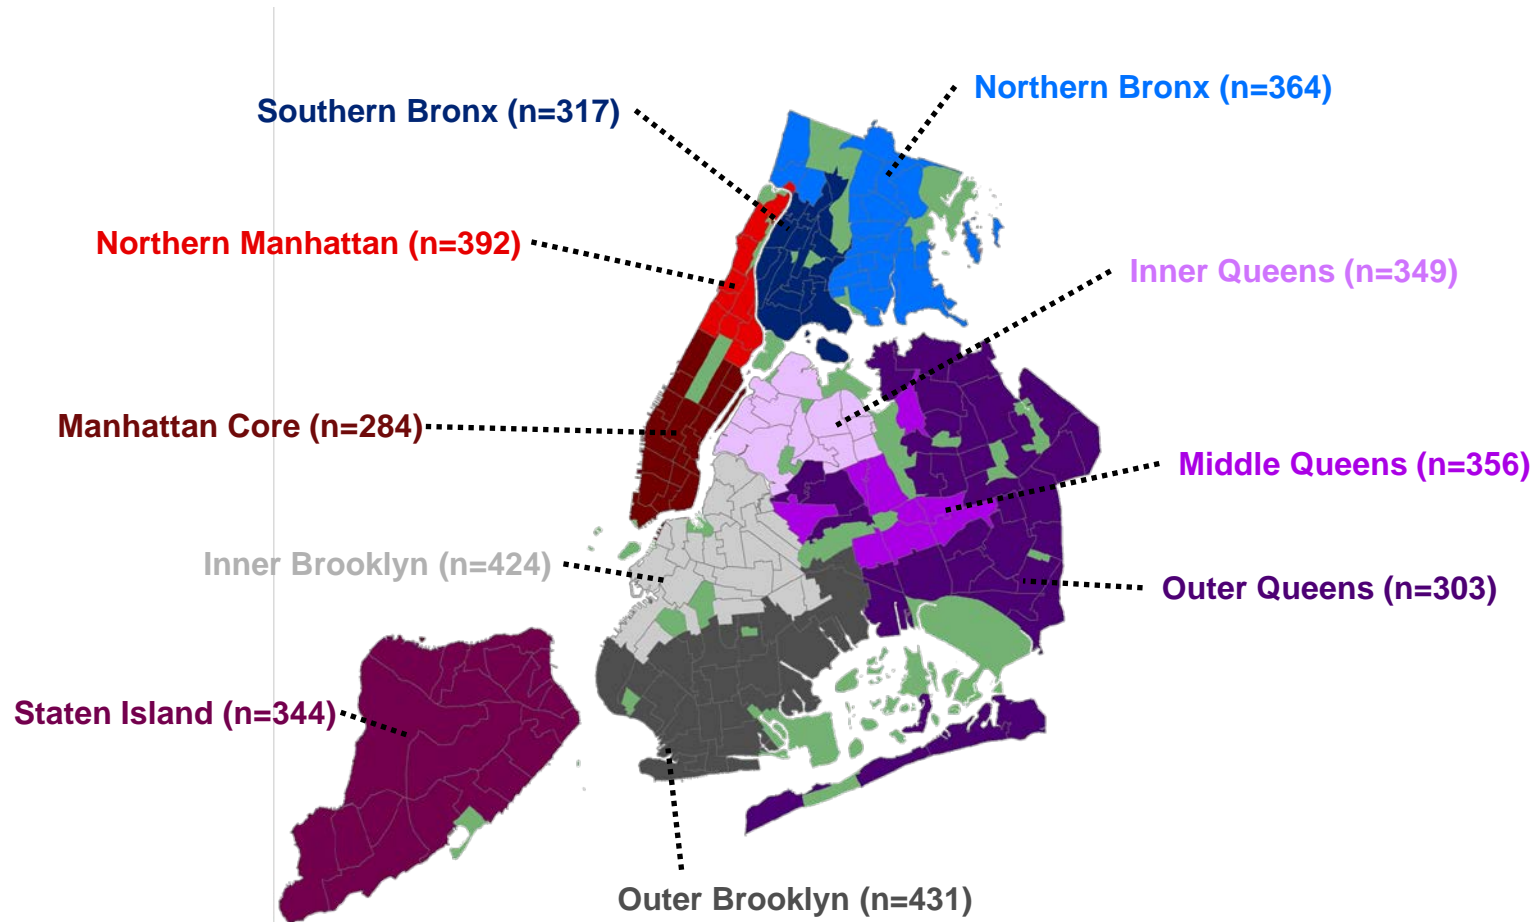 Northern Bronx (n=364)
Southern Bronx (n=317)
Northern Manhattan (n=392)
Inner Queens (n=349)
Manhattan Core (n=284)
Middle Queens (n=356)
Inner Brooklyn (n=424)
Outer Queens (n=303)
Staten Island (n=344)
Outer Brooklyn (n=431)